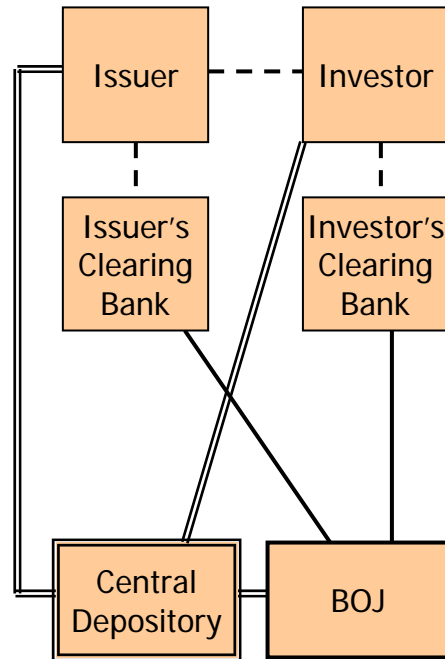 Issuer
Investor
Issuer's
Clearing
Bank
Investor's
Clearing
Bank
Central
Depository
BOJ